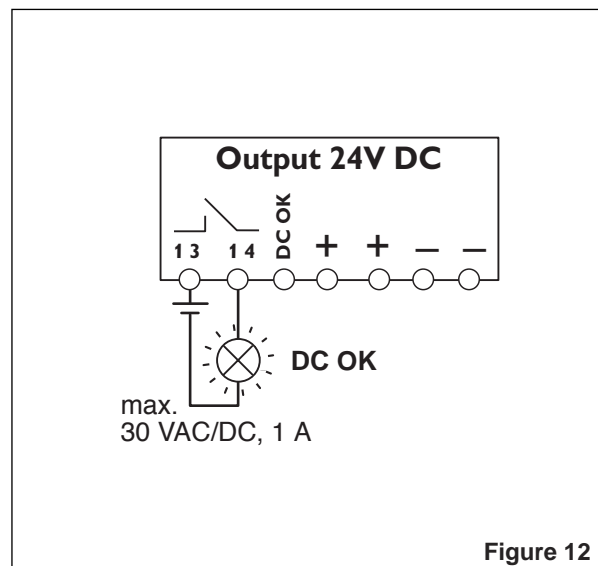 Output 24V DC
13 14 DC OK + + – –
DC OK
max.
30 VAC/DC, 1 A
Figure 12